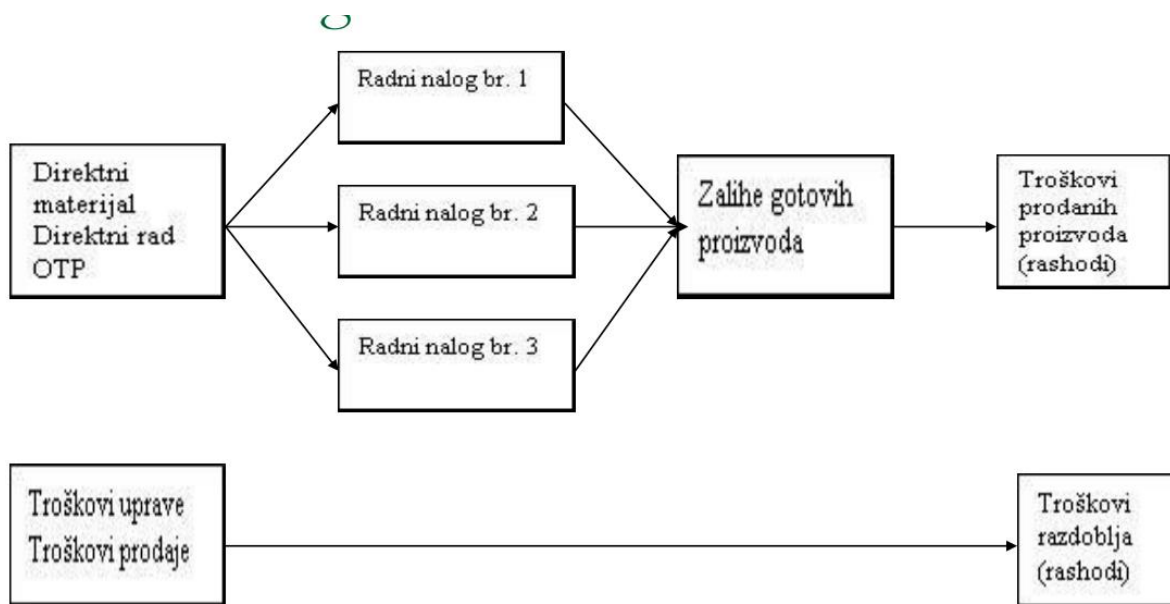 Direktni
materijal
Direktni rad
OTP
Radni nalog br. 1
Radni nalog br. 2
Radni nalog br. 3
Zalihe gotovih
proizvoda
Troškovi
prodanih
proizvoda
(rashodi)
Troškovi uprave
Troškovi prodaje
Troškovi
razdoblja
(rashodi)